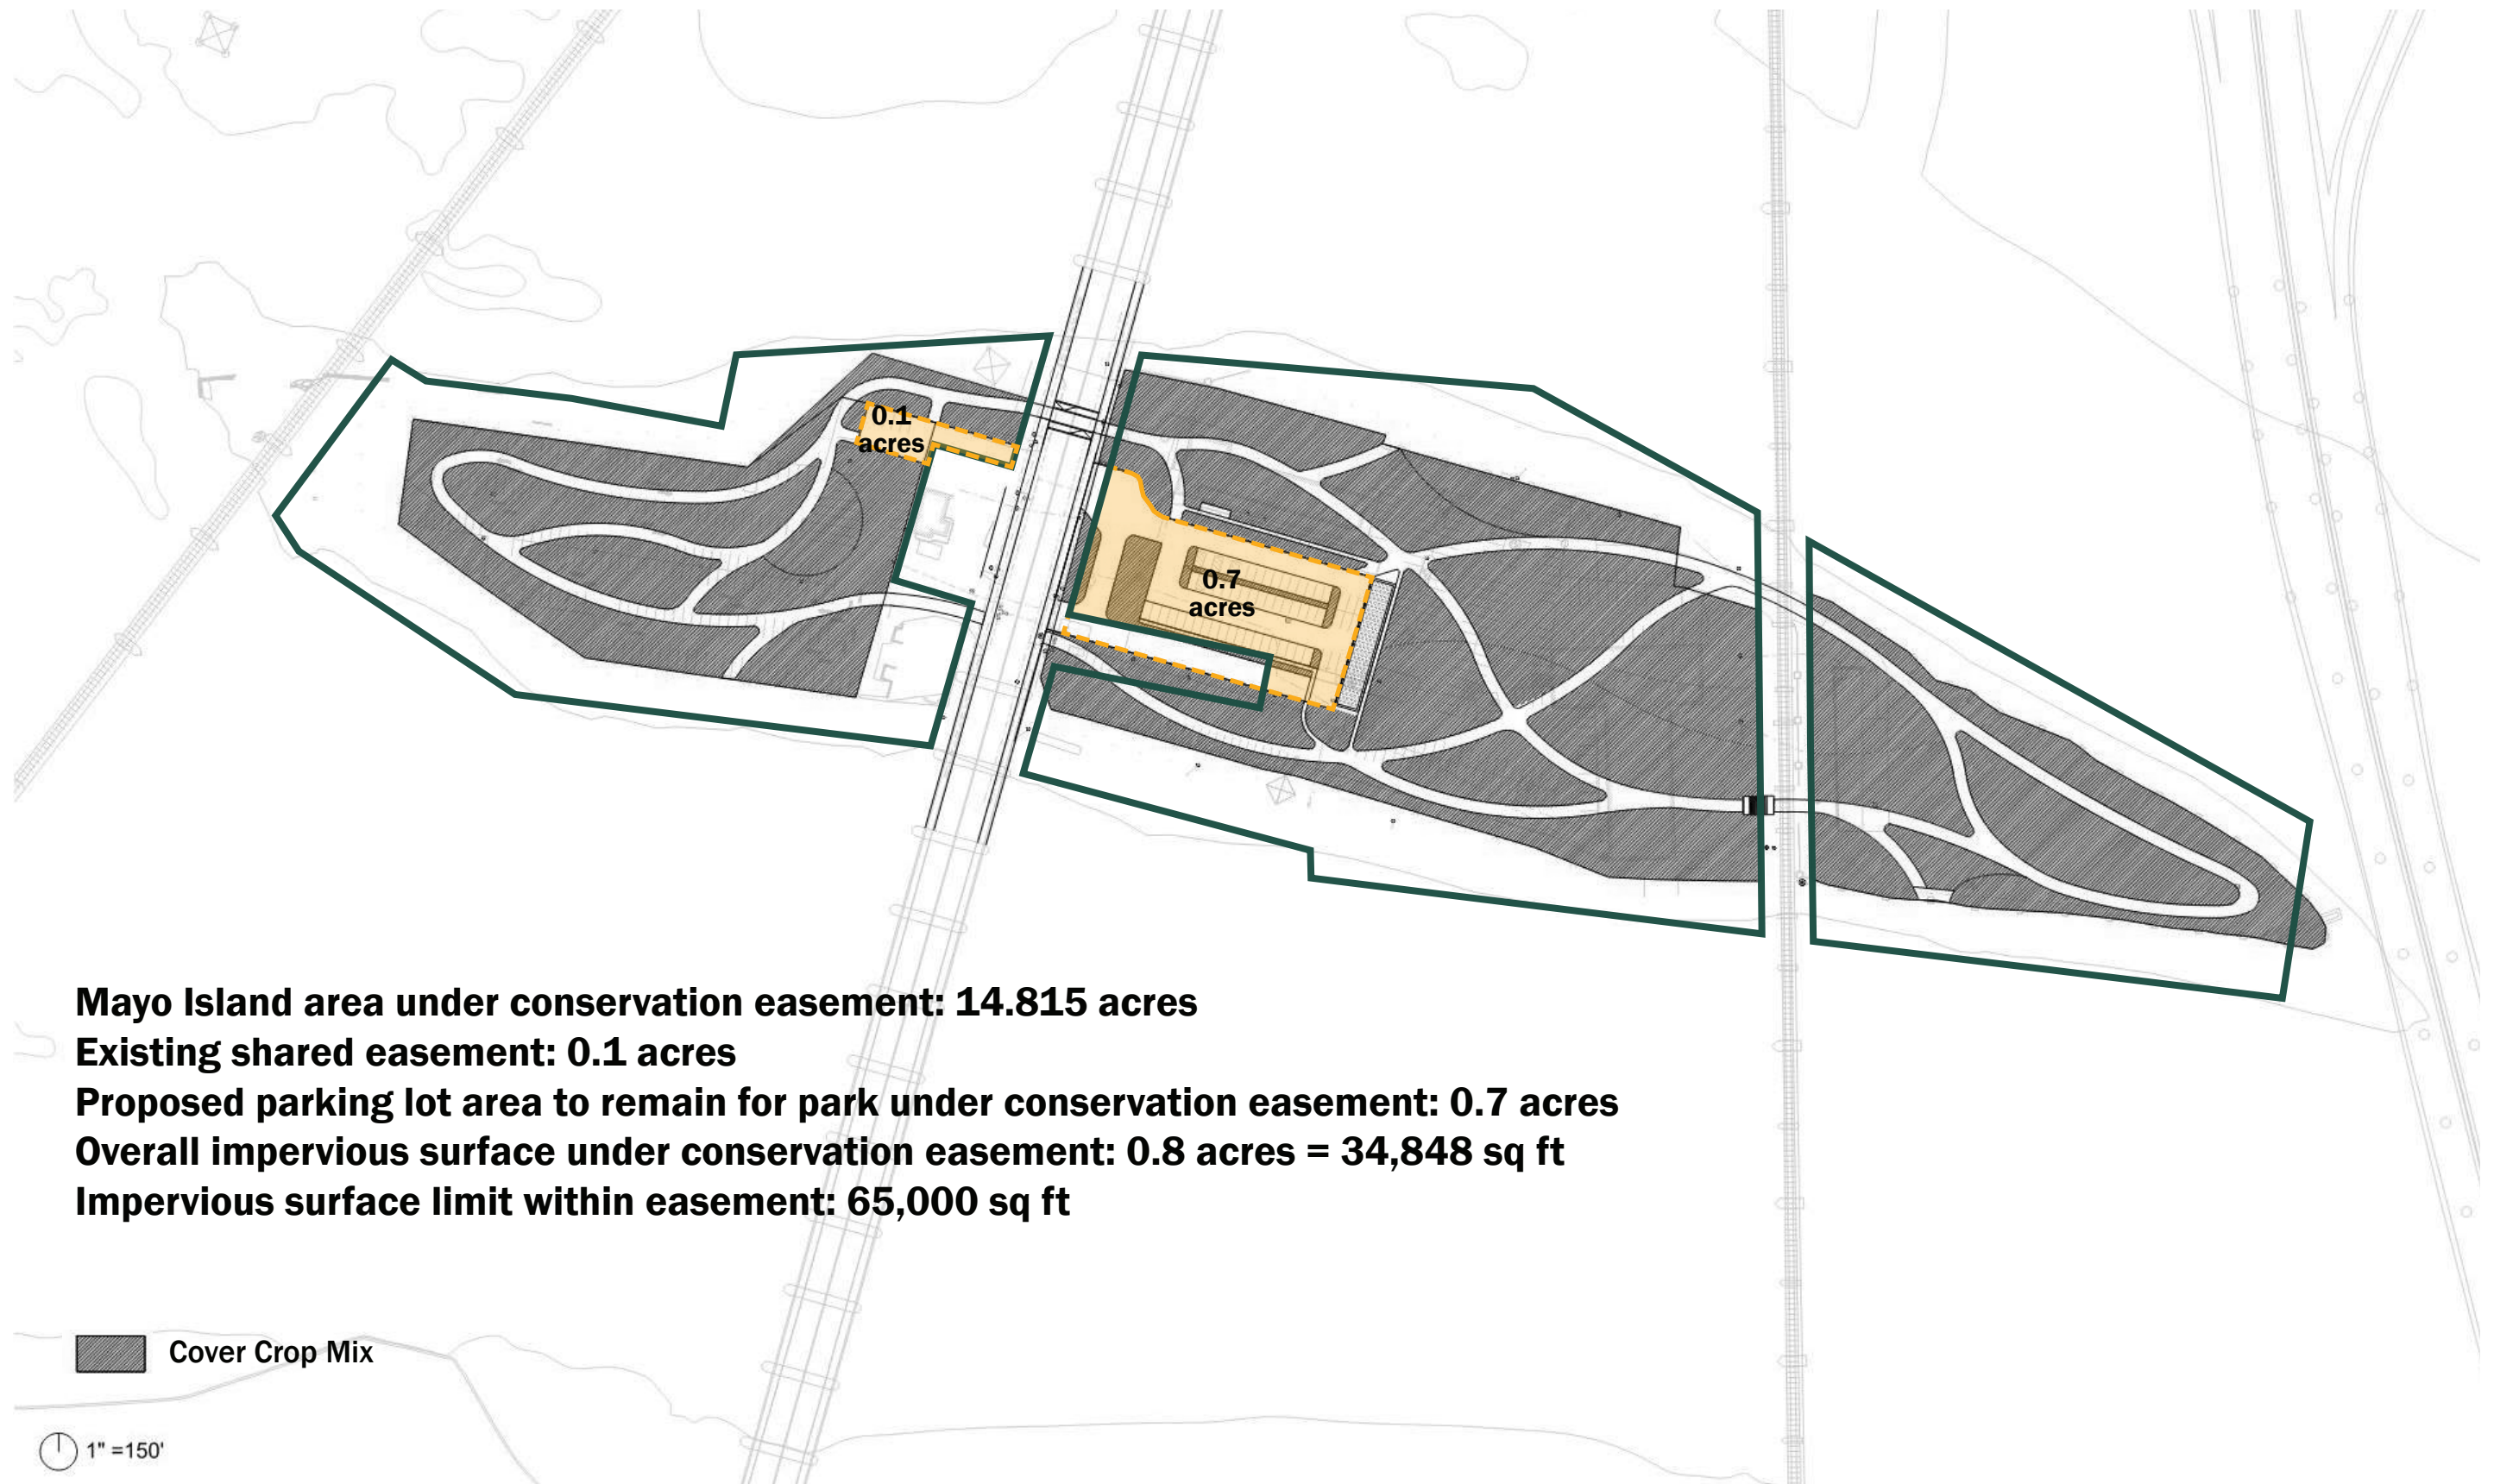 0.1
acres
0.7
acres
Mayo Island area under conservation easement: 14.815 acres
Existing shared easement: 0.1 acres
Proposed parking lot area to remain for park under conservation easement: 0.7 acres
Overall impervious surface under conservation easement: 0.8 acres = 34,848 sq ft
Impervious surface limit within easement: 65,000 sq ft
Cover Crop Mix
1" =150'